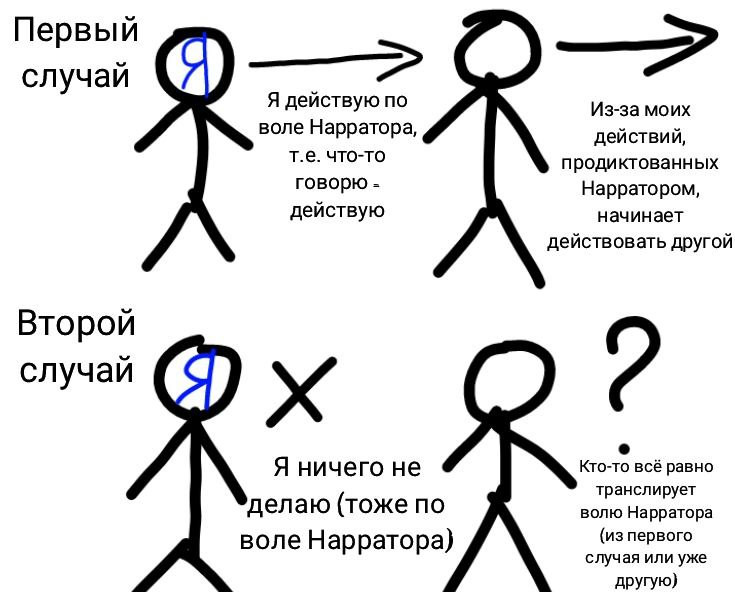 Первый
случай
Я
Я действую по
воле Нарратора,
т.е. что-то
говорю -
действую
Из-за моих
действий,
продиктованных
Нарратором,
начинает
действовать другой
Второй
случай
Я
Я ничего не
делаю (тоже по
воле Нарратора)
?
Кто-то всё равно
транслирует
волю Нарратора
(из первого
случая или уже
другую)